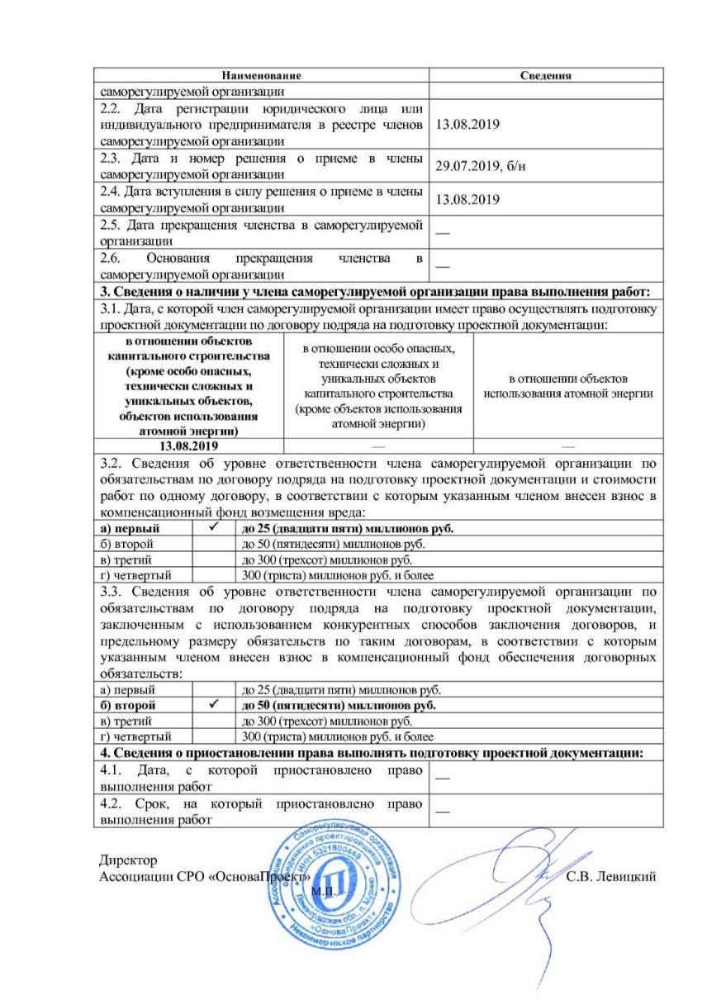 Наименование Сведения
саморегулируемой организации
2.2. Дата регистрации юридического лица или
индивидуального предпринимателя в реестре членов
саморегулируемой организации
13.08.2019
2.3. Дата и номер решения о приеме в члены
саморегулируемой организации
29.07.2019, б/н
2.4. Дата вступления в силу решения о приеме в члены
саморегулируемой организации
13.08.2019
2.5. Дата прекращения членства в саморегулируемой
организации
—
2.6. Основания прекращения членства в
саморегулируемой организации
—
3. Сведения о наличии у члена саморегулируемой организации права выполнения работ:
3.1. Дата, с которой член саморегулируемой организации имеет право осуществлять подготовку
проектной документации по договору подряда на подготовку проектной документации:
в отношении объектов
капитального строительства
(кроме особо опасных,
технически сложных и
уникальных объектов,
объектов использования
атомной энергии)
в отношении особо опасных,
технически сложных и
уникальных объектов
капитального строительства
(кроме объектов использования
атомной энергии)
в отношении объектов
использования атомной энергии
13.08.2019 — —
3.2. Сведения об уровне ответственности члена саморегулируемой организации по
обязательствам по договору подряда на подготовку проектной документации и стоимости
работ по одному договору, в соответствии с которым указанным членом внесен взнос в
компенсационный фонд возмещения вреда:
а) первый ✓ до 25 (двадцати пяти) миллионов руб.
б) второй до 50 (пятидесяти) миллионов руб.
в) третий до 300 (трехсот) миллионов руб.
г) четвертый 300 (триста) миллионов руб. и более
3.3. Сведения об уровне ответственности члена саморегулируемой организации по
обязательствам по договору подряда на подготовку проектной документации,
заключенным с использованием конкурентных способов заключения договоров, и
предельному размеру обязательств по таким договорам, в соответствии с которым
указанным членом внесен взнос в компенсационный фонд обеспечения договорных
обязательств:
а) первый до 25 (двадцати пяти) миллионов руб.
б) второй ✓ до 50 (пятидесяти) миллионов руб.
в) третий до 300 (трехсот) миллионов руб.
г) четвертый 300 (триста) миллионов руб. и более
4. Сведения о приостановлении права выполнять подготовку проектной документации:
4.1. Дата, с которой приостановлено право
выполнения работ
—
4.2. Срок, на который приостановлено право
выполнения работ
—
Директор
Ассоциации СРО «ОсноваПроект» С.В. Левицкий
М.П.
Ассоциация Саморегулируемая организация
Некоммерческое партнерство
объединение проектировщиков
«ОсноваПроект»
ИНН 5321800449
Ленинградская обл., п. Мурино
ОП